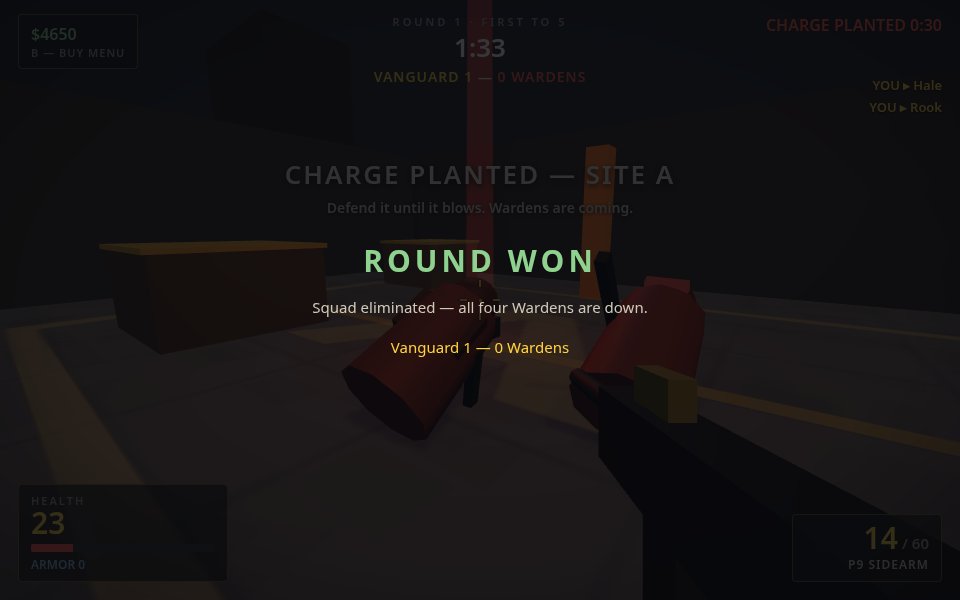 $4650
B — BUY MENU
ROUND 1 · FIRST TO 5
1:33
VANGUARD 1 — 0 WARDENS
CHARGE PLANTED 0:30
YOU ▸ Hale
YOU ▸ Rook
CHARGE PLANTED — SITE A
Defend it until it blows. Wardens are coming.
ROUND WON
Squad eliminated — all four Wardens are down.
Vanguard 1 — 0 Wardens
HEALTH
23
ARMOR 0
14 / 60
P9 SIDEARM